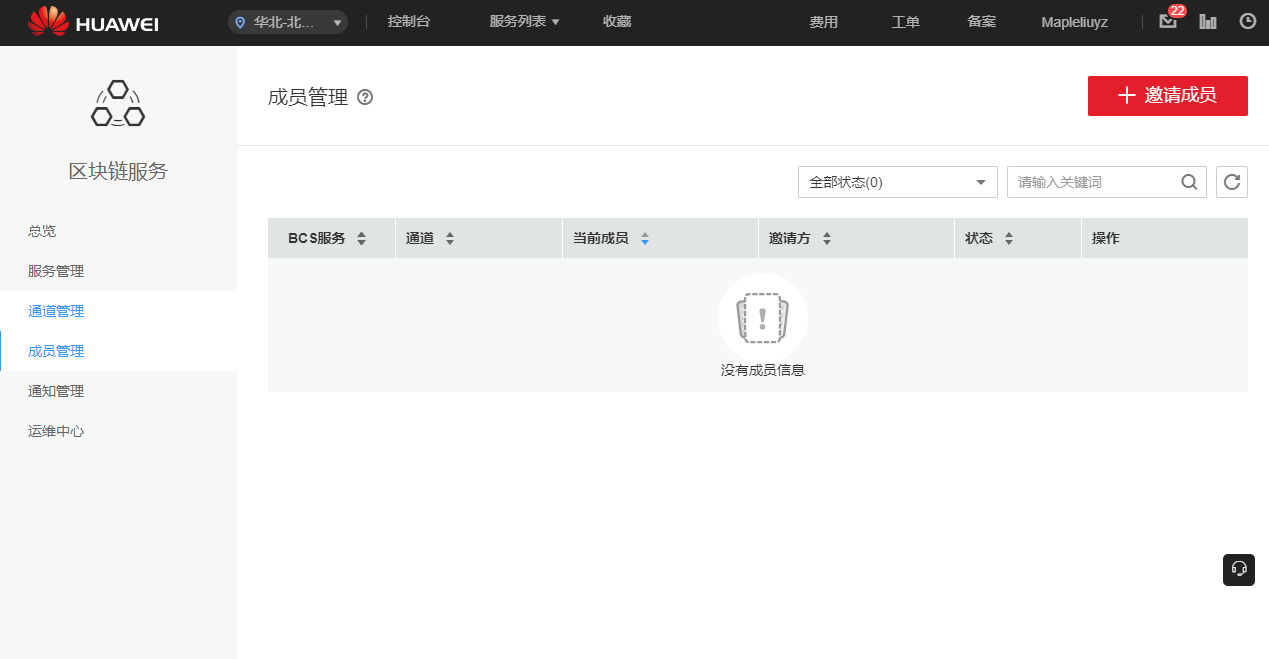 HUAWEI 华北-北... 控制台 服务列表 收藏 费用 工单 备案 Mapleliuyz 22
区块链服务
总览
服务管理
通道管理
成员管理
通知管理
运维中心
成员管理
邀请成员
全部状态(0) 请输入关键词
BCS服务 通道 当前成员 邀请方 状态 操作
没有成员信息